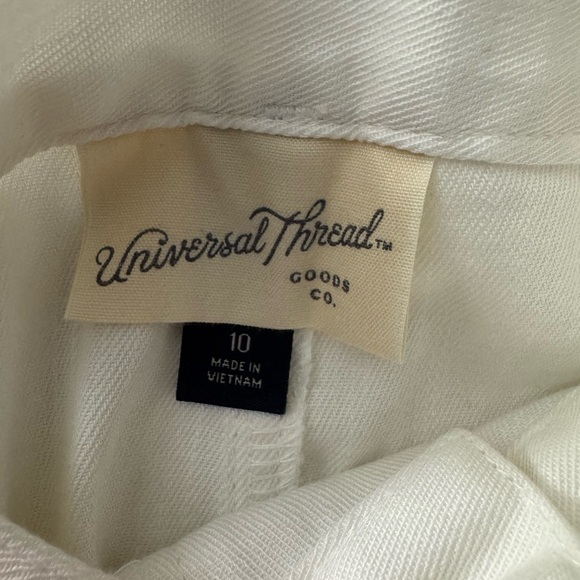 Universal Thread™
GOODS
CO.
10
MADE IN
VIETNAM